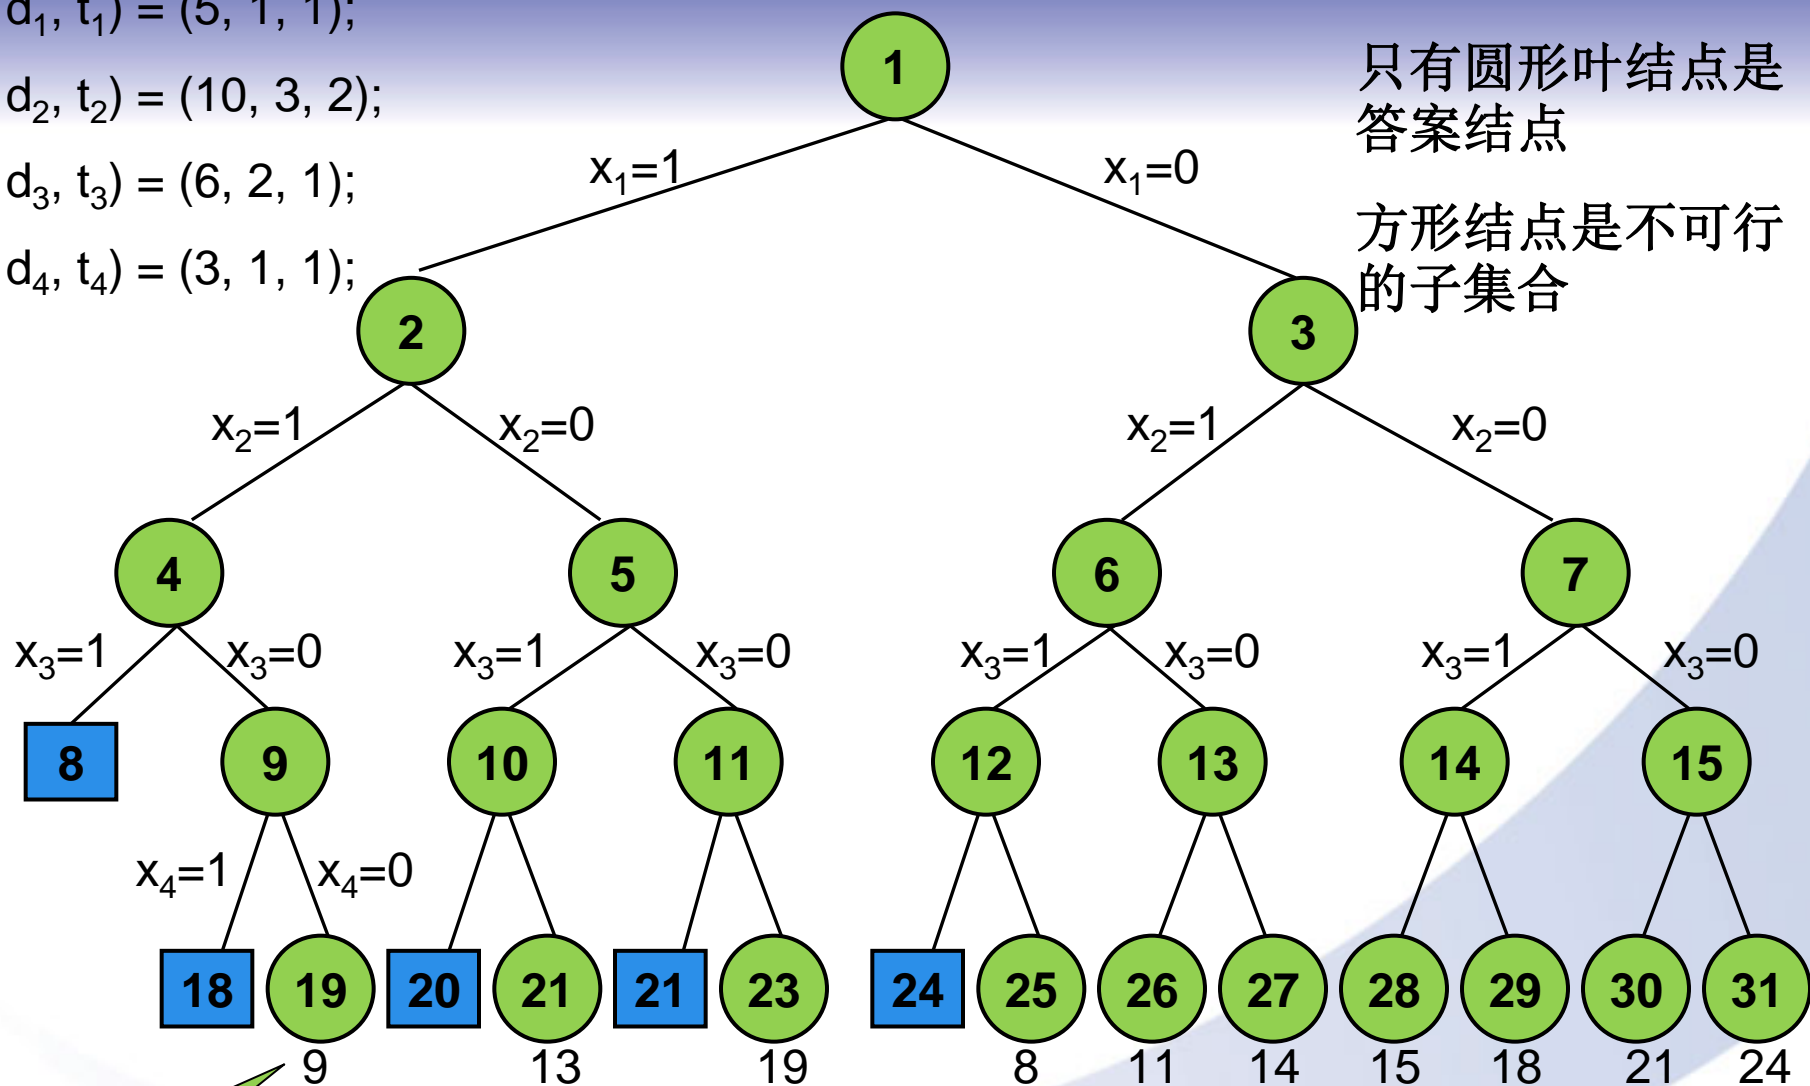 d₁, t₁) = (5, 1, 1);
d₂, t₂) = (10, 3, 2);
d₃, t₃) = (6, 2, 1);
d₄, t₄) = (3, 1, 1);
只有圆形叶结点是
答案结点
方形结点是不可行
的子集合
1
x₁=1 x₁=0
2 3
x₂=1 x₂=0 x₂=1 x₂=0
4 5 6 7
x₃=1 x₃=0 x₃=1 x₃=0 x₃=1 x₃=0 x₃=1 x₃=0
8 9 10 11 12 13 14 15
x₄=1 x₄=0
18 19 20 21 21 23 24 25 26 27 28 29 30 31
9 13 19 8 11 14 15 18 21 24